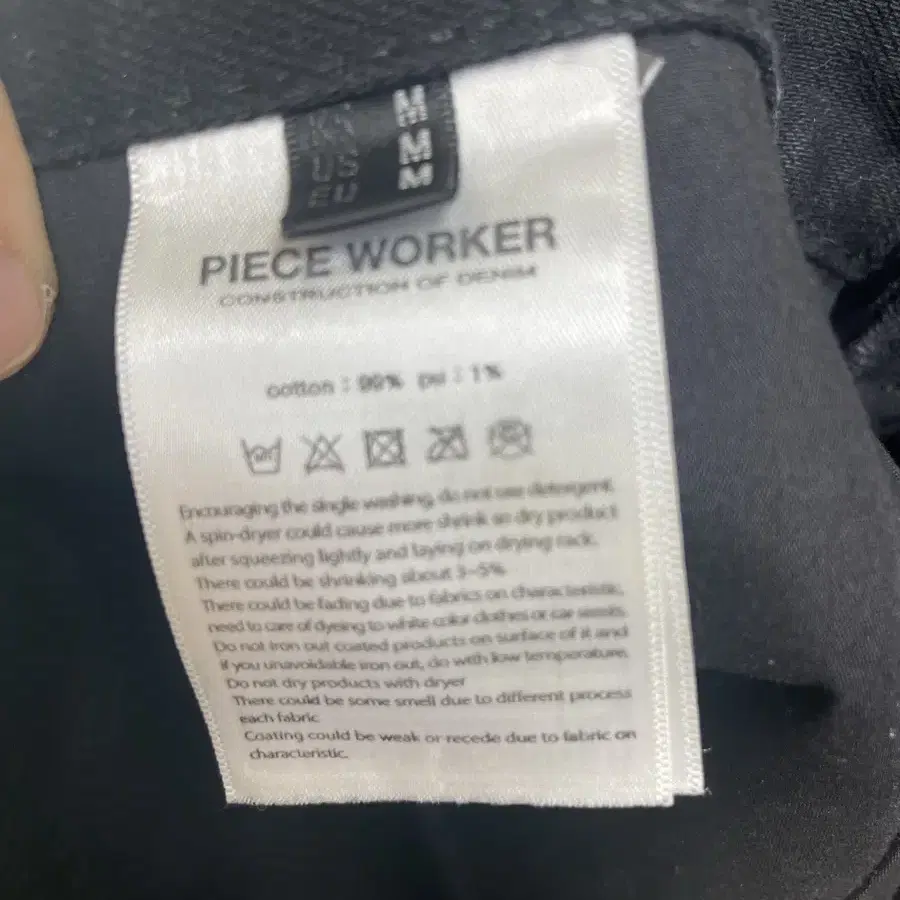 UK M
US M
EU M
PIECE WORKER
CONSTRUCTION OF DENIM
cotton : 99% pu : 1%
Encouraging the single washing, do not use detergent.
A spin-dryer could cause more shrink so dry product
after squeezing lightly and laying on drying rack.
There could be shrinking about 3~5%
There could be fading due to fabrics on characteristic,
need to care of dyeing to white color clothes or car seats.
Do not iron out coated products on surface of it and
if you unavoidable iron out, do with low temperature.
Do not dry products with dryer
There could be some smell due to different process
each fabric
Coating could be weak or recede due to fabric on
characteristic.